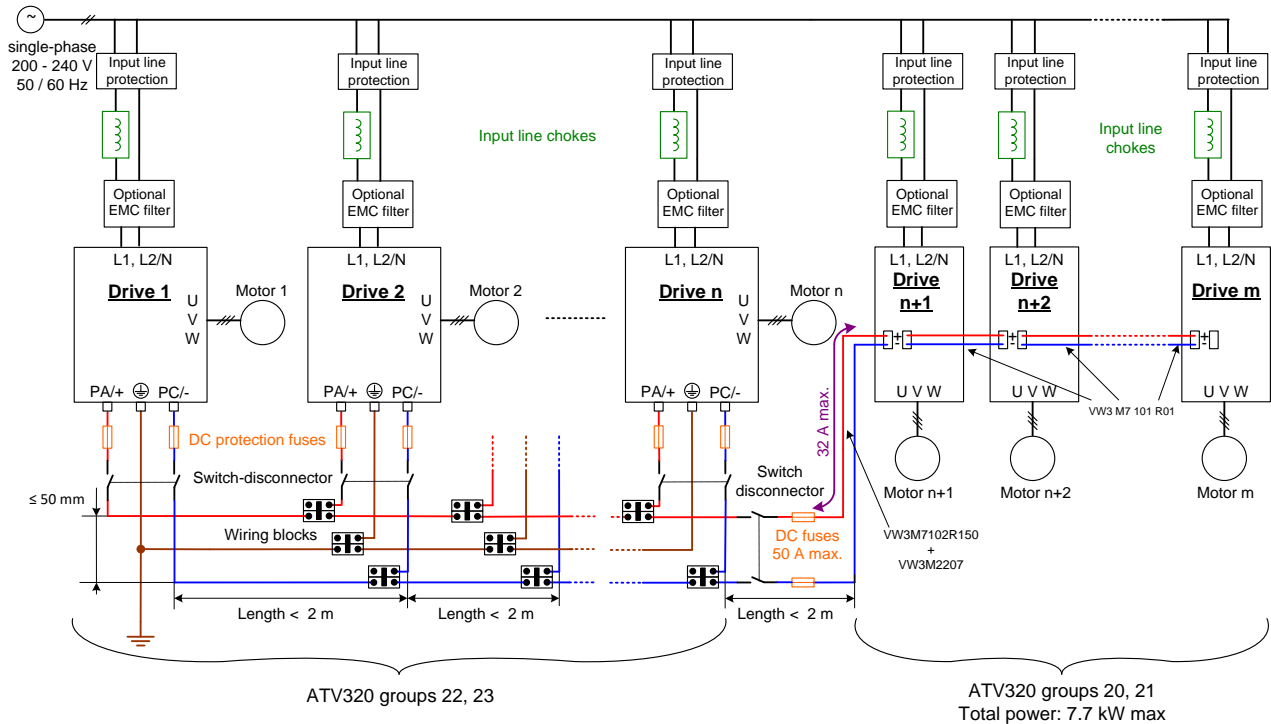 ~
single-phase
200 - 240 V
50 / 60 Hz
Input line
protection
Input line
protection
Input line
protection
Input line
protection
Input line
protection
Input line
protection
Input line chokes
Input line
chokes
Optional
EMC filter
Optional
EMC filter
Optional
EMC filter
Optional
EMC filter
Optional
EMC filter
Optional
EMC filter
L1, L2/N
Drive 1
U
V
W
Motor 1
PA/+
PC/-
L1, L2/N
Drive 2
U
V
W
Motor 2
PA/+
PC/-
L1, L2/N
Drive n
U
V
W
Motor n
PA/+
PC/-
L1, L2/N
Drive
n+1
+
-
U V W
Motor n+1
L1, L2/N
Drive
n+2
+
-
U V W
Motor n+2
L1, L2/N
Drive m
+
-
U V W
Motor m
VW3 M7 101 R01
32 A max.
DC protection fuses
Switch-disconnector
Switch
disconnector
≤ 50 mm
Wiring blocks
DC fuses
50 A max.
VW3M7102R150
+
VW3M2207
Length < 2 m
Length < 2 m
Length < 2 m
ATV320 groups 22, 23
ATV320 groups 20, 21
Total power: 7.7 kW max